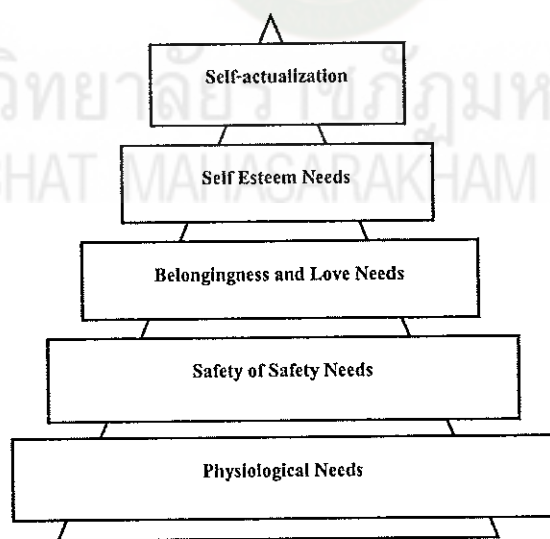 วิทยาลัยราชภัฏมห
BHAT MAHASARAKHAM
Self-actualization
Self Esteem Needs
Belongingness and Love Needs
Safety of Safety Needs
Physiological Needs